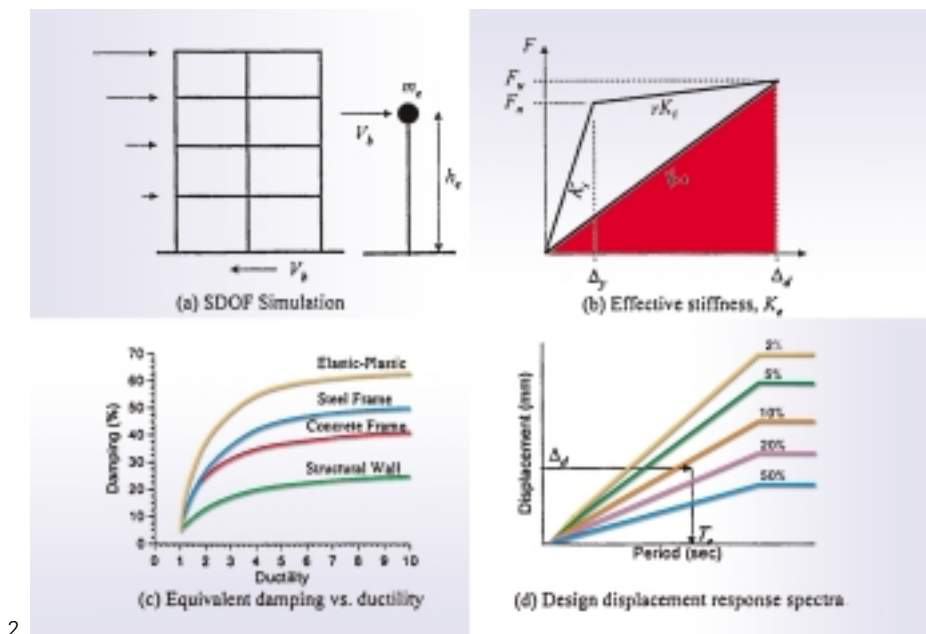 m_e
V_b
h_e
V_b
(a) SDOF Simulation
F
F_u
F_n
rK_i
K_i
Δ_y
Δ_d
(b) Effective stiffness, K_e
70
60
50
40
30
20
10
0
Damping (%)
Elastic-Plastic
Steel Frame
Concrete Frame
Structural Wall
0 1 2 3 4 5 6 7 8 9 10
Ductility
(c) Equivalent damping vs. ductility
Displacement (mm)
2%
5%
10%
20%
50%
Δ_d
T_e
Period (sec)
(d) Design displacement response spectra
2